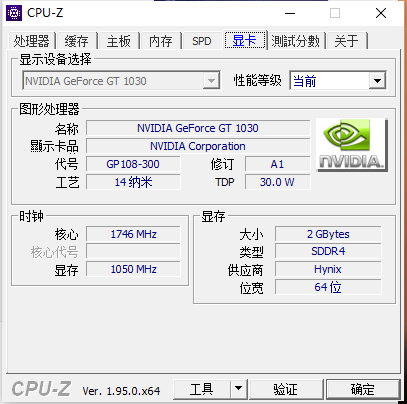 CPU-Z
处理器 缓存 主板 内存 SPD 显卡 測試分數 关于
显示设备选择
NVIDIA GeForce GT 1030 性能等级 当前
图形处理器
名称 NVIDIA GeForce GT 1030
顯示卡品 NVIDIA Corporation
代号 GP108-300 修订 A1
工艺 14 纳米 TDP 30.0 W
NVIDIA.
时钟
核心 1746 MHz
核心代号
显存 1050 MHz
显存
大小 2 GBytes
类型 SDDR4
供应商 Hynix
位宽 64 位
CPU-Z Ver. 1.95.0.x64 工具 验证 确定